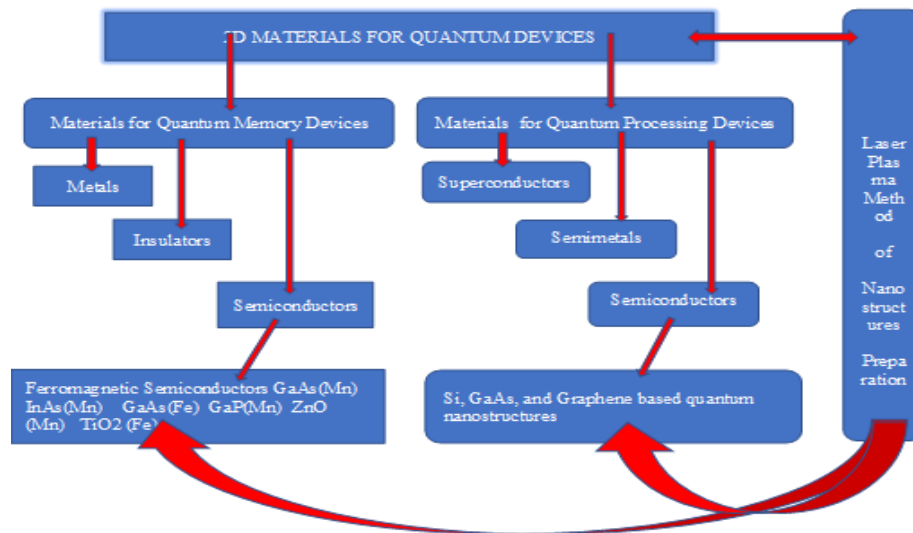 2D MATERIALS FOR QUANTUM DEVICES
Materials for Quantum Memory Devices
Materials for Quantum Processing Devices
Metals
Superconductors
Insulators
Semimetals
Semiconductors
Semiconductors
Ferromagnetic Semiconductors GaAs(Mn)
InAs(Mn) GaAs(Fe) GaP(Mn) ZnO
(Mn) TiO2 (Fe)
Si, GaAs, and Graphene based quantum
nanostructures
Laser
Plas
ma
Meth
od
of
Nano
struct
ures
Prepa
ration